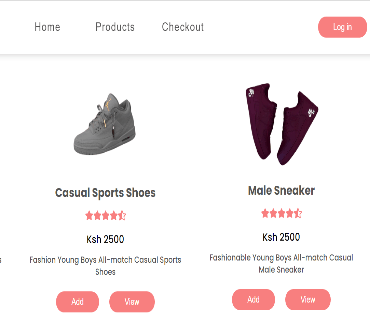 Home Products Checkout Log in
Casual Sports Shoes
Ksh 2500
Fashion Young Boys All-match Casual Sports
Shoes
Add View
Male Sneaker
Ksh 2500
Fashionable Young Boys All-match Casual
Male Sneaker
Add View